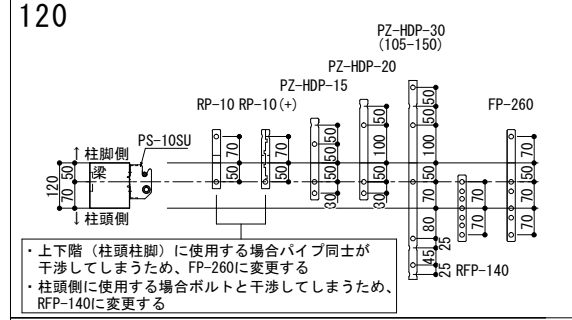 120
PZ-HDP-30
(105-150)
PZ-HDP-20
PZ-HDP-15
RP-10 RP-10(+)
FP-260
PS-10SU
↑柱脚側
梁
↓柱頭側
120
70 50
50 70
50 70
30 50 50 50
30 50 100 50
25 45 25 80 70 50 100 50 50
70 70
70 50 50 70
RFP-140
・上下階（柱頭柱脚）に使用する場合パイプ同士が
干渉してしまうため、FP-260に変更する
・柱頭側に使用する場合ボルトと干渉してしまうため、
RFP-140に変更する